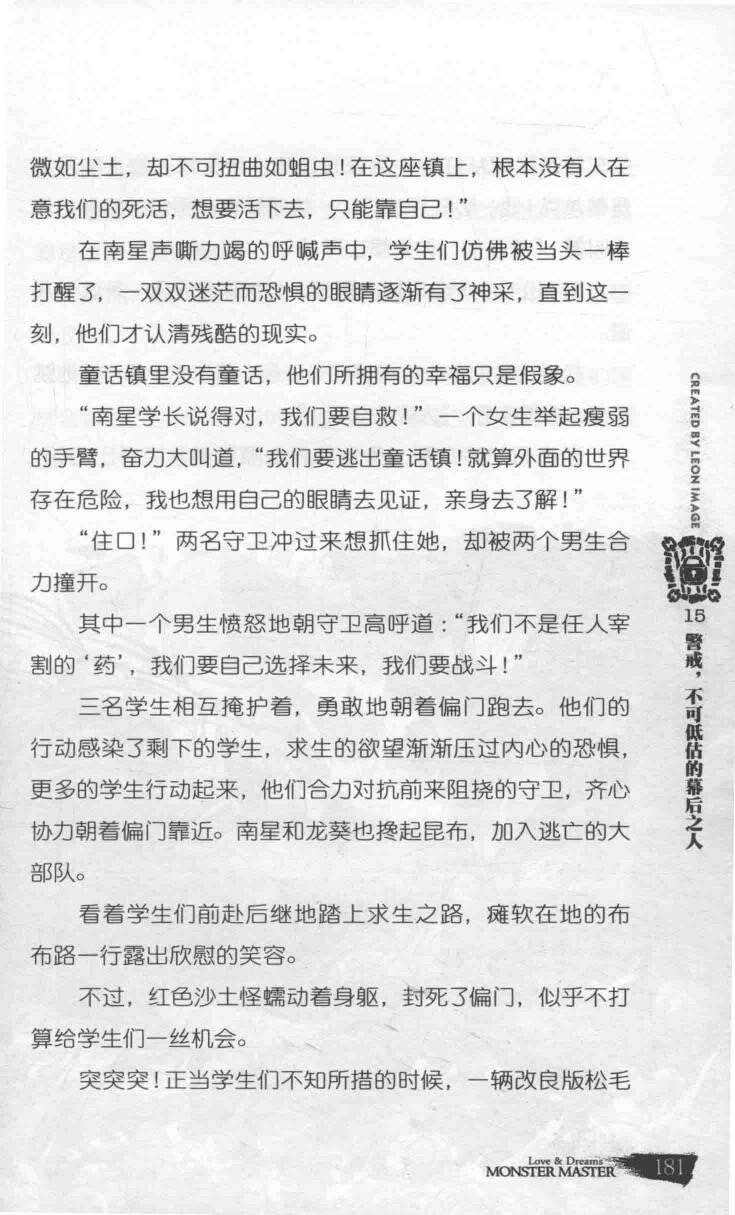 微如尘土，却不可扭曲如蛆虫！在这座镇上，根本没有人在
意我们的死活，想要活下去，只能靠自己！”
在南星声嘶力竭的呼喊声中，学生们仿佛被当头一棒
打醒了，一双双迷茫而恐惧的眼睛逐渐有了神采，直到这一
刻，他们才认清残酷的现实。
童话镇里没有童话，他们所拥有的幸福只是假象。
“南星学长说得对，我们要自救！”一个女生举起瘦弱
的手臂，奋力大叫道，“我们要逃出童话镇！就算外面的世界
存在危险，我也想用自己的眼睛去见证，亲身去了解！”
“住口！”两名守卫冲过来想抓住她，却被两个男生合
力撞开。
其中一个男生愤怒地朝守卫高呼道：“我们不是任人宰
割的‘药’，我们要自己选择未来，我们要战斗！”
三名学生相互掩护着，勇敢地朝着偏门跑去。他们的
行动感染了剩下的学生，求生的欲望渐渐压过内心的恐惧，
更多的学生行动起来，他们合力对抗前来阻挠的守卫，齐心
协力朝着偏门靠近。南星和龙葵也搀起昆布，加入逃亡的大
部队。
看着学生们前赴后继地踏上求生之路，瘫软在地的布
布路一行露出欣慰的笑容。
不过，红色沙土怪蠕动着身躯，封死了偏门，似乎不打
算给学生们一丝机会。
突突突！正当学生们不知所措的时候，一辆改良版松毛
CREATED BY LEON IMAGE
15
警戒，不可低估的幕后之人
Love & Dreams
MONSTER MASTER
181